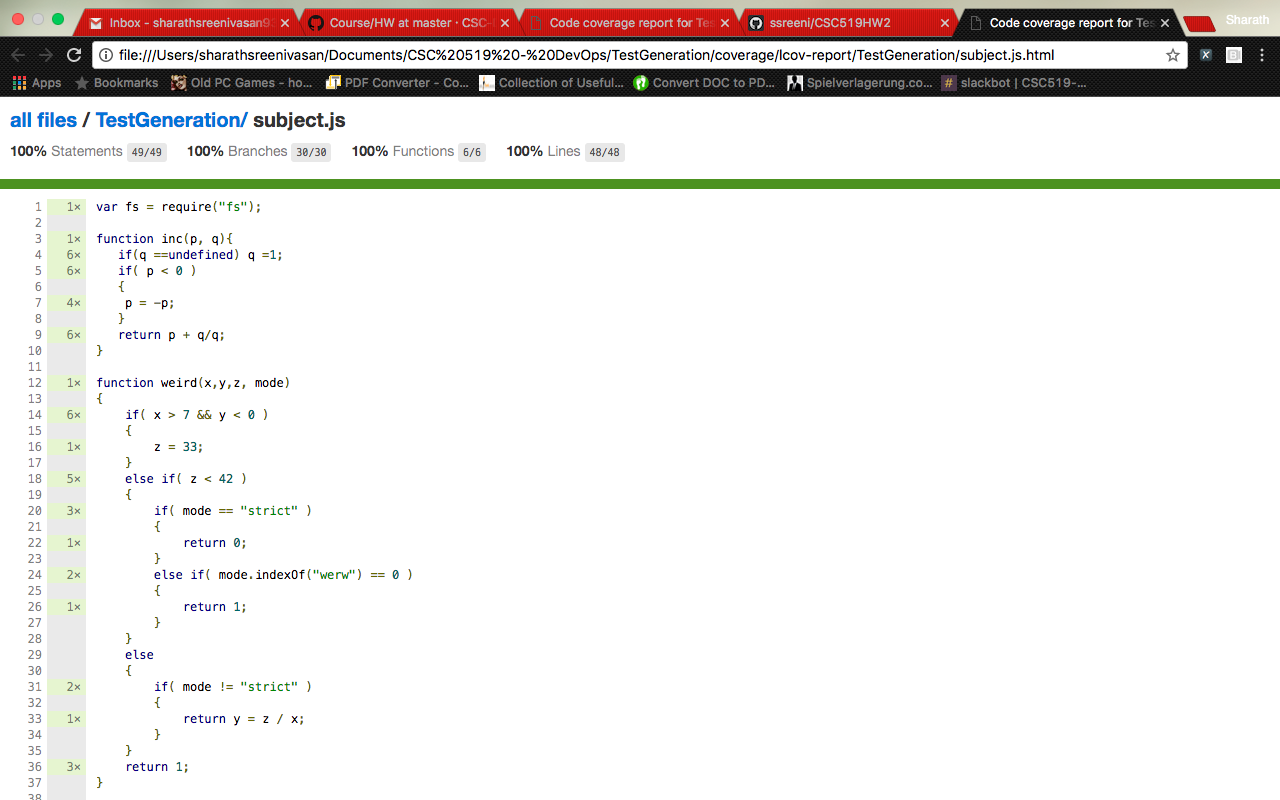 Inbox - sharathsreenivasan93
Course/HW at master · CSC-
Code coverage report for Tes
ssreeni/CSC519HW2
Code coverage report for Tes
Sharath
file:///Users/sharathsreenivasan/Documents/CSC%20519%20-%20DevOps/TestGeneration/coverage/lcov-report/TestGeneration/subject.js.html
Apps Bookmarks Old PC Games - ho... PDF Converter - Co... Collection of Useful... Convert DOC to PD... Spielverlagerung.co... slackbot | CSC519-...
all files / TestGeneration/ subject.js
100% Statements 49/49 100% Branches 30/30 100% Functions 6/6 100% Lines 48/48
1 1× var fs = require("fs");
2
3 1× function inc(p, q){
4 6× if(q ==undefined) q =1;
5 6× if( p < 0 )
6 {
7 4× p = -p;
8 }
9 6× return p + q/q;
10 }
11
12 1× function weird(x,y,z, mode)
13 {
14 6× if( x > 7 && y < 0 )
15 {
16 1× z = 33;
17 }
18 5× else if( z < 42 )
19 {
20 3× if( mode == "strict" )
21 {
22 1× return 0;
23 }
24 2× else if( mode.indexOf("werw") == 0 )
25 {
26 1× return 1;
27 }
28 }
29 else
30 {
31 2× if( mode != "strict" )
32 {
33 1× return y = z / x;
34 }
35 }
36 3× return 1;
37 }
38